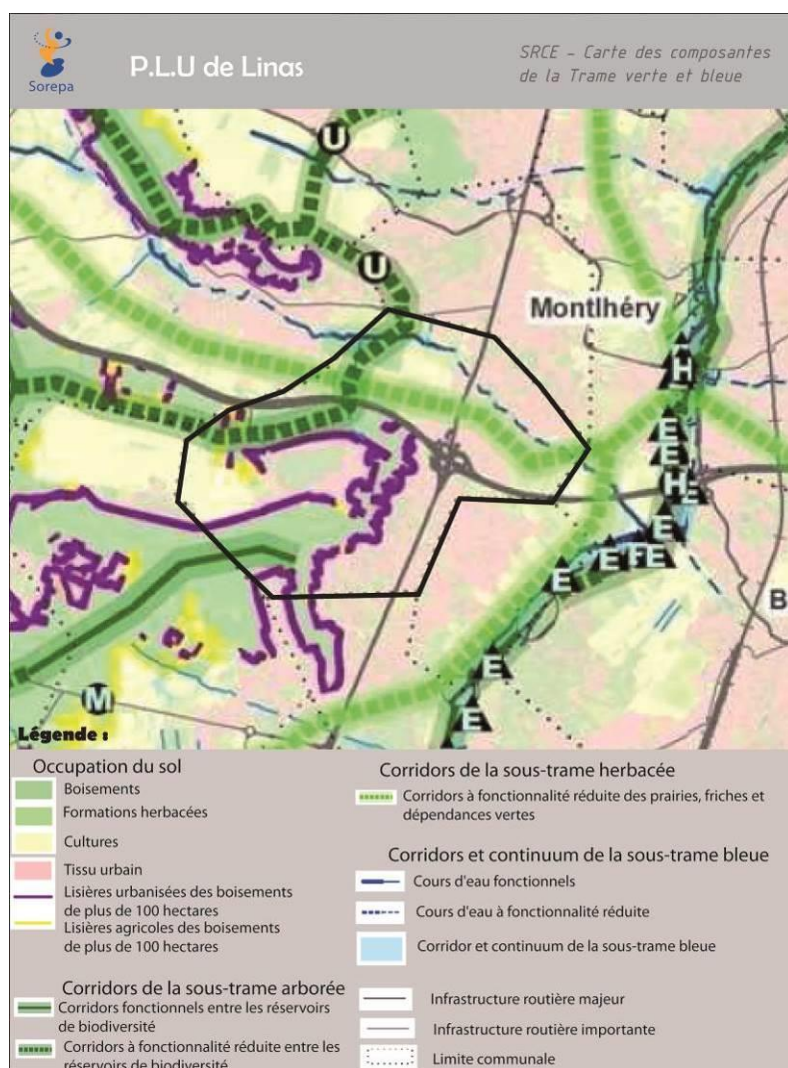 Sorepa
P.L.U de Linas
SRCE - Carte des composantes
de la Trame verte et bleue
U
U
Montlhéry
H
E
E
H
E
E
E
E
F
E
B
E
M
E
Légende :
Occupation du sol
Boisements
Formations herbacées
Cultures
Tissu urbain
Lisières urbanisées des boisements
de plus de 100 hectares
Lisières agricoles des boisements
de plus de 100 hectares
Corridors de la sous-trame arborée
Corridors fonctionnels entre les réservoirs
de biodiversité
Corridors à fonctionnalité réduite entre les
réservoirs de biodiversité
Corridors de la sous-trame herbacée
Corridors à fonctionnalité réduite des prairies, friches et
dépendances vertes
Corridors et continuum de la sous-trame bleue
Cours d'eau fonctionnels
Cours d'eau à fonctionnalité réduite
Corridor et continuum de la sous-trame bleue
Infrastructure routière majeur
Infrastructure routière importante
Limite communale